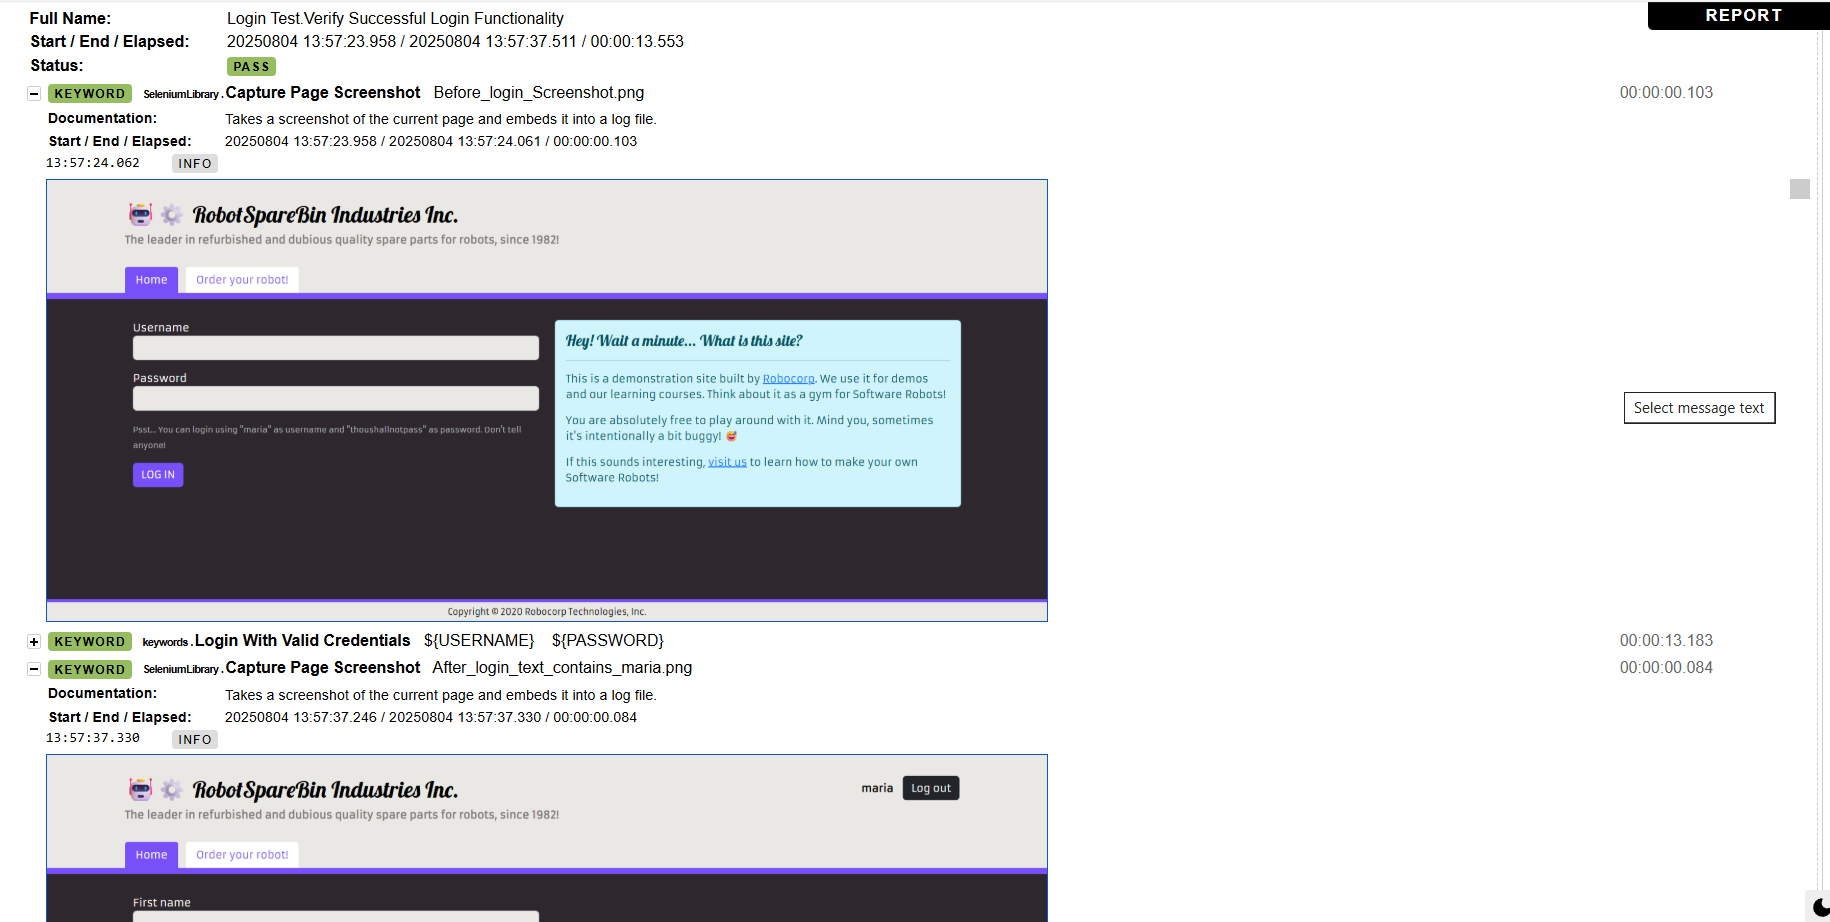 REPORT
Full Name: Login Test.Verify Successful Login Functionality
Start / End / Elapsed: 20250804 13:57:23.958 / 20250804 13:57:37.511 / 00:00:13.553
Status: PASS
KEYWORD SeleniumLibrary.Capture Page Screenshot Before_login_Screenshot.png 00:00:00.103
Documentation: Takes a screenshot of the current page and embeds it into a log file.
Start / End / Elapsed: 20250804 13:57:23.958 / 20250804 13:57:24.061 / 00:00:00.103
13:57:24.062 INFO
RobotSpareBin Industries Inc.
The leader in refurbished and dubious quality spare parts for robots, since 1982!
Home Order your robot!
Username
Password
Psst... You can login using "maria" as username and "thoushallnotpass" as password. Don't tell
anyone!
LOG IN
Hey! Wait a minute... What is this site?
This is a demonstration site built by Robocorp. We use it for demos
and our learning courses. Think about it as a gym for Software Robots!
You are absolutely free to play around with it. Mind you, sometimes
it's intentionally a bit buggy!
If this sounds interesting, visit us to learn how to make your own
Software Robots!
Select message text
Copyright © 2020 Robocorp Technologies, Inc.
KEYWORD keywords.Login With Valid Credentials ${USERNAME} ${PASSWORD} 00:00:13.183
KEYWORD SeleniumLibrary.Capture Page Screenshot After_login_text_contains_maria.png 00:00:00.084
Documentation: Takes a screenshot of the current page and embeds it into a log file.
Start / End / Elapsed: 20250804 13:57:37.246 / 20250804 13:57:37.330 / 00:00:00.084
13:57:37.330 INFO
RobotSpareBin Industries Inc.
maria Log out
The leader in refurbished and dubious quality spare parts for robots, since 1982!
Home Order your robot!
First name